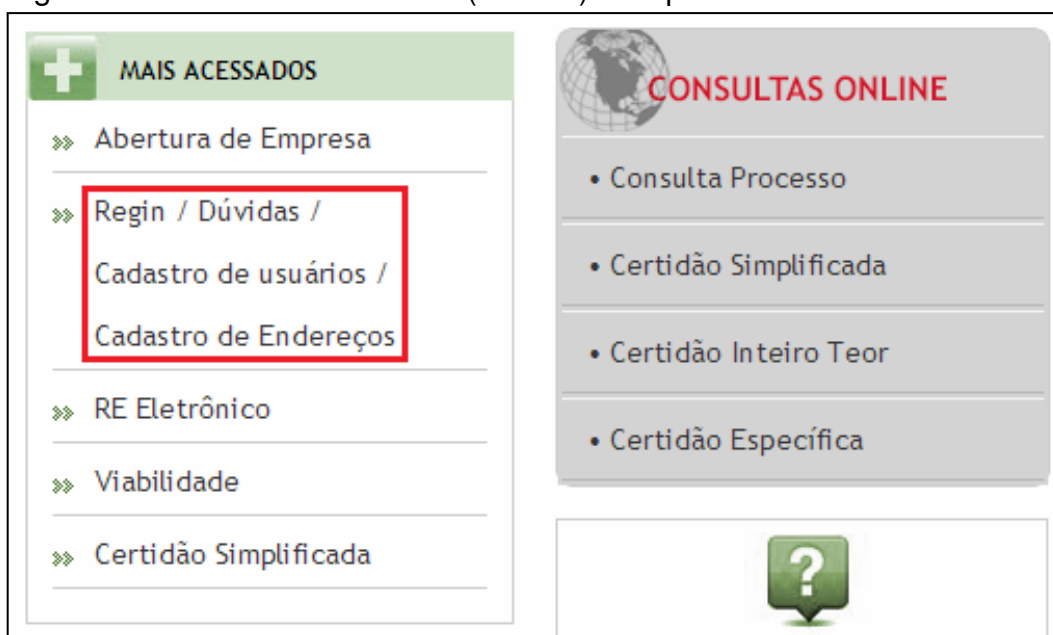 MAIS ACESSADOS
Abertura de Empresa
Regin / Dúvidas /
Cadastro de usuários /
Cadastro de Endereços
RE Eletrônico
Viabilidade
Certidão Simplificada
CONSULTAS ONLINE
• Consulta Processo
• Certidão Simplificada
• Certidão Inteiro Teor
• Certidão Específica
?